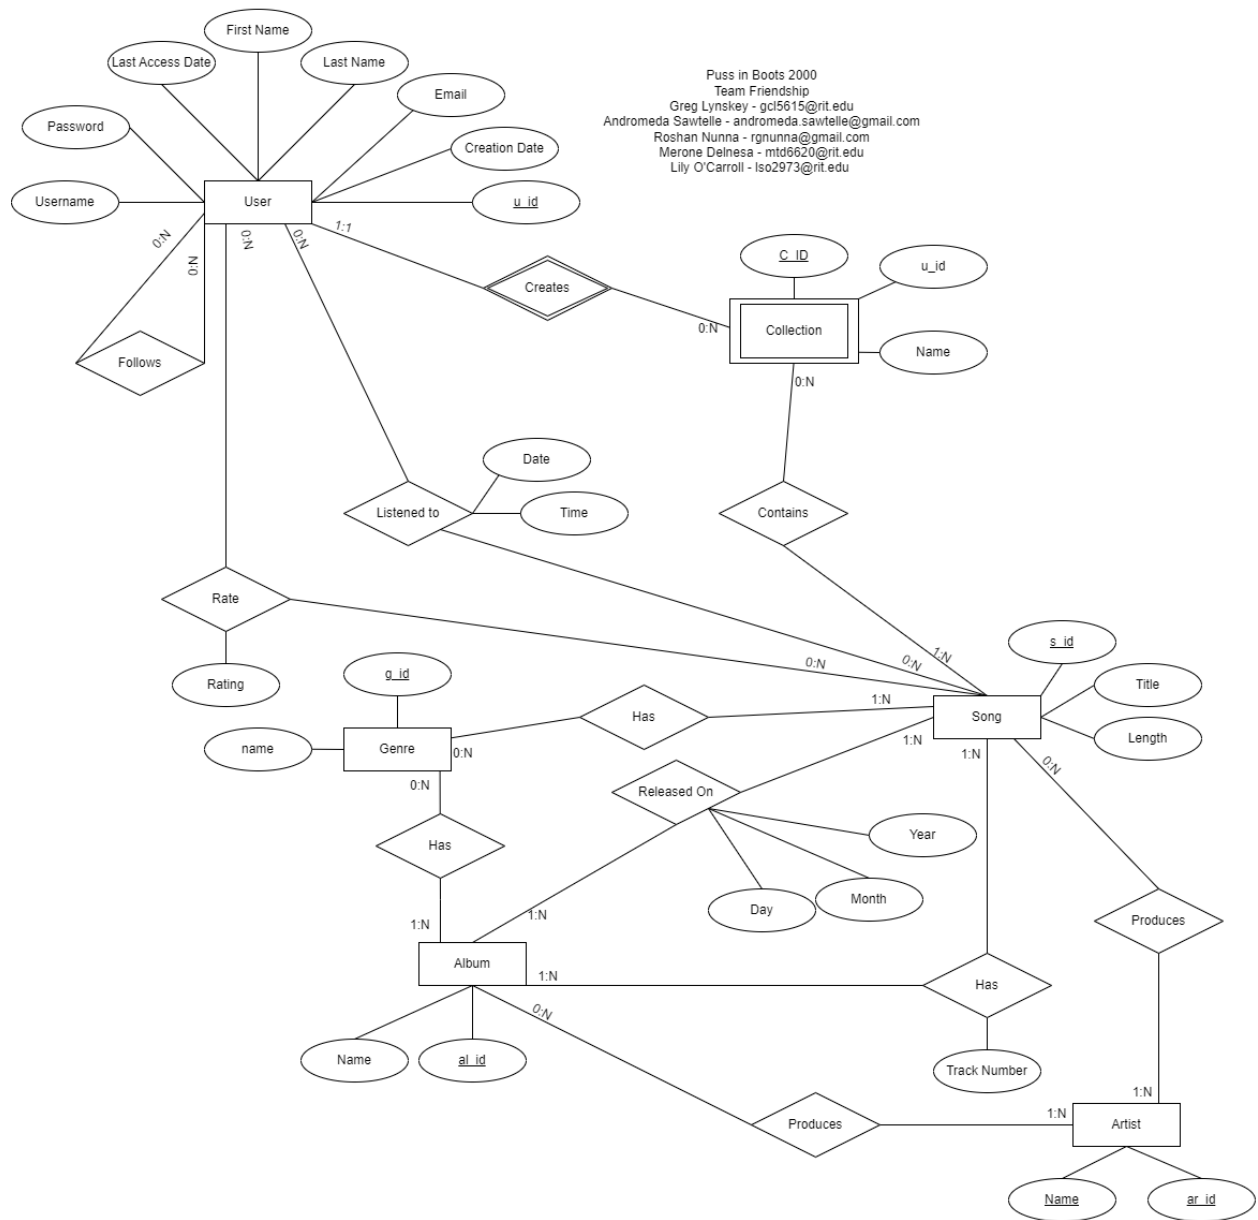 First Name
Last Access Date
Last Name
Puss in Boots 2000
Team Friendship
Greg Lynskey - gcl5615@rit.edu
Andromeda Sawtelle - andromeda.sawtelle@gmail.com
Roshan Nunna - rgnunna@gmail.com
Merone Delnesa - mtd6620@rit.edu
Lily O'Carroll - lso2973@rit.edu
Email
Password
Creation Date
Username
User
u_id
0:N
0:N
0:N
0:N
1:1
Creates
C_ID
u_id
0:N
Collection
Name
Follows
0:N
Date
Listened to
Time
Contains
Rate
Rating
s_id
1:N
0:N
0:N
Title
g_id
Has
1:N
Song
Length
name
Genre
0:N
1:N
1:N
0:N
0:N
Released On
Has
Year
Day
Month
1:N
1:N
Produces
Album
1:N
Has
0:N
Name
al_id
Track Number
1:N
1:N
Produces
Artist
Name
ar_id